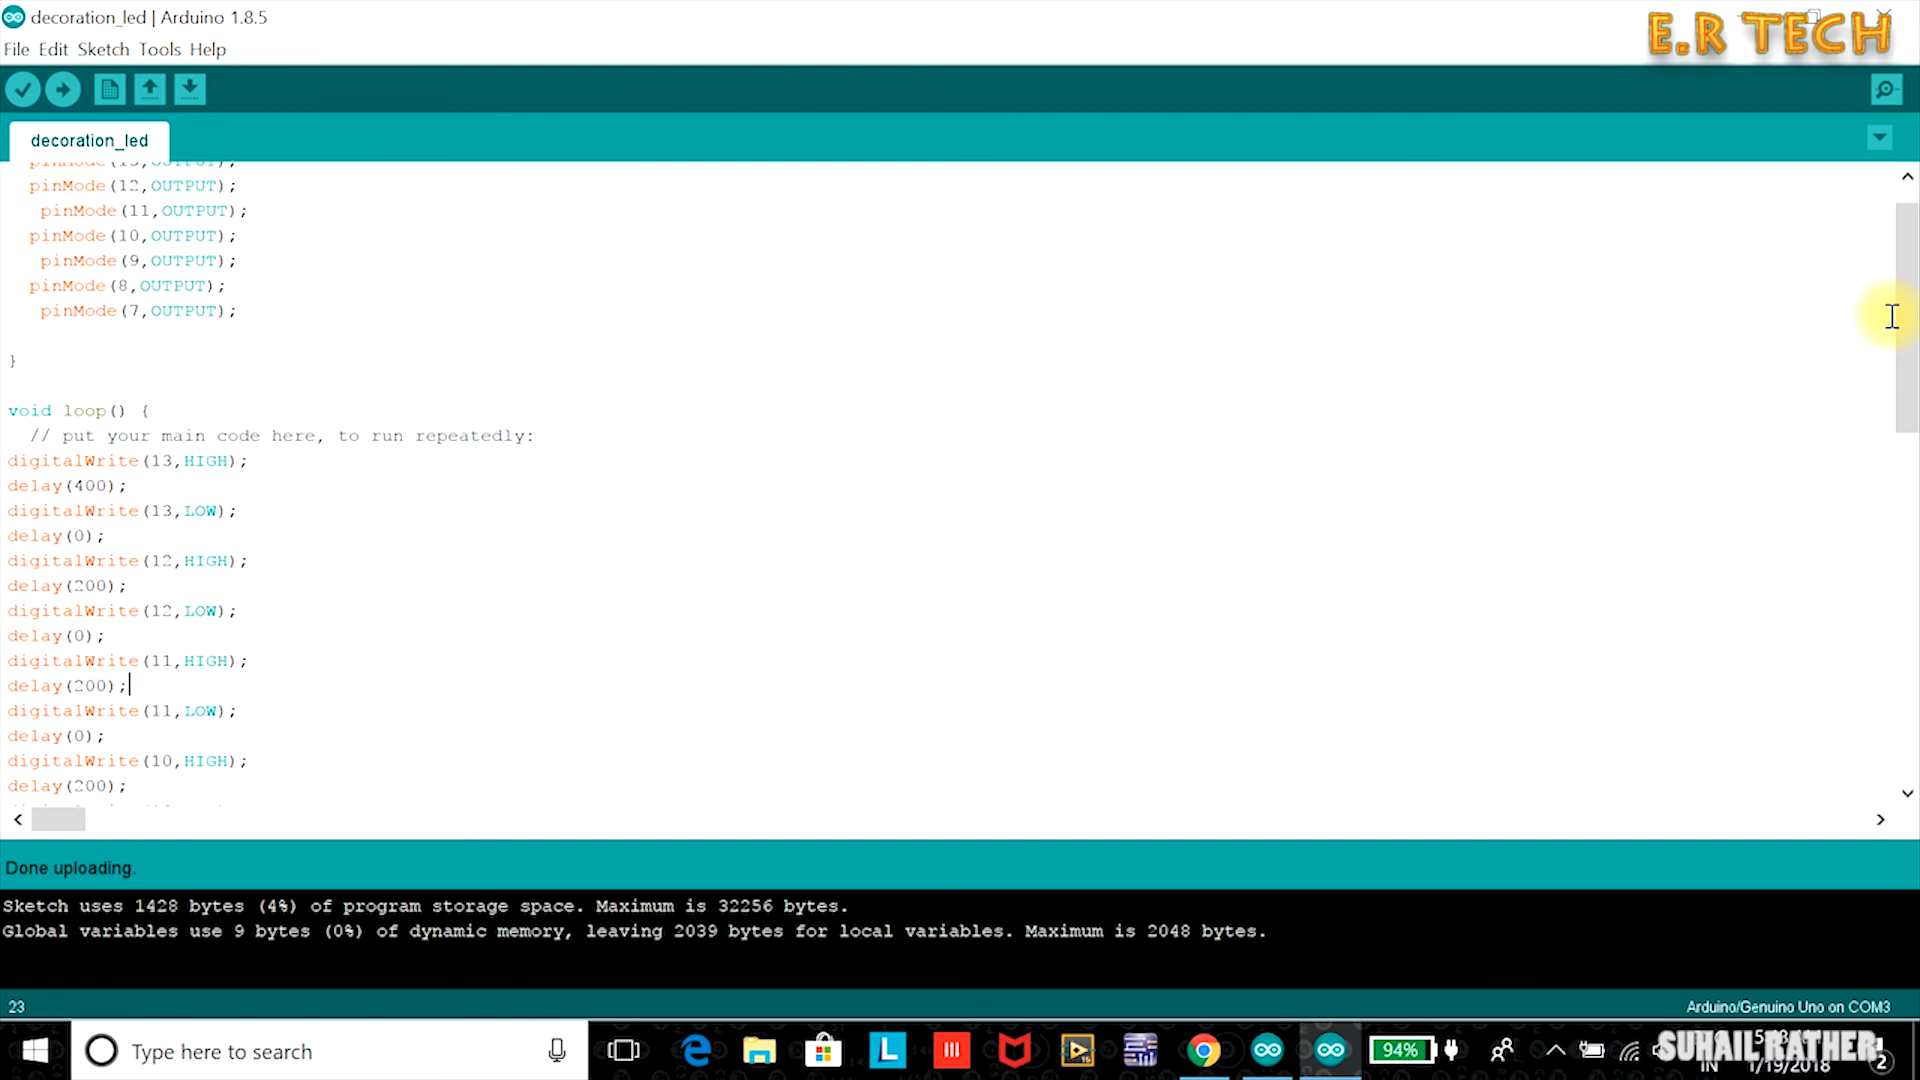 decoration_led | Arduino 1.8.5
E.R TECH
File Edit Sketch Tools Help
decoration_led
pinMode(13,OUTPUT);
pinMode(12,OUTPUT);
pinMode(11,OUTPUT);
pinMode(10,OUTPUT);
pinMode(9,OUTPUT);
pinMode(8,OUTPUT);
pinMode(7,OUTPUT);
}
void loop() {
// put your main code here, to run repeatedly:
digitalWrite(13,HIGH);
delay(400);
digitalWrite(13,LOW);
delay(0);
digitalWrite(12,HIGH);
delay(200);
digitalWrite(12,LOW);
delay(0);
digitalWrite(11,HIGH);
delay(200);
digitalWrite(11,LOW);
delay(0);
digitalWrite(10,HIGH);
delay(200);
Done uploading.
Sketch uses 1428 bytes (4%) of program storage space. Maximum is 32256 bytes.
Global variables use 9 bytes (0%) of dynamic memory, leaving 2039 bytes for local variables. Maximum is 2048 bytes.
23
Arduino/Genuino Uno on COM3
Type here to search
94%
SUHAIL RATHER
IN 1/19/2018
2